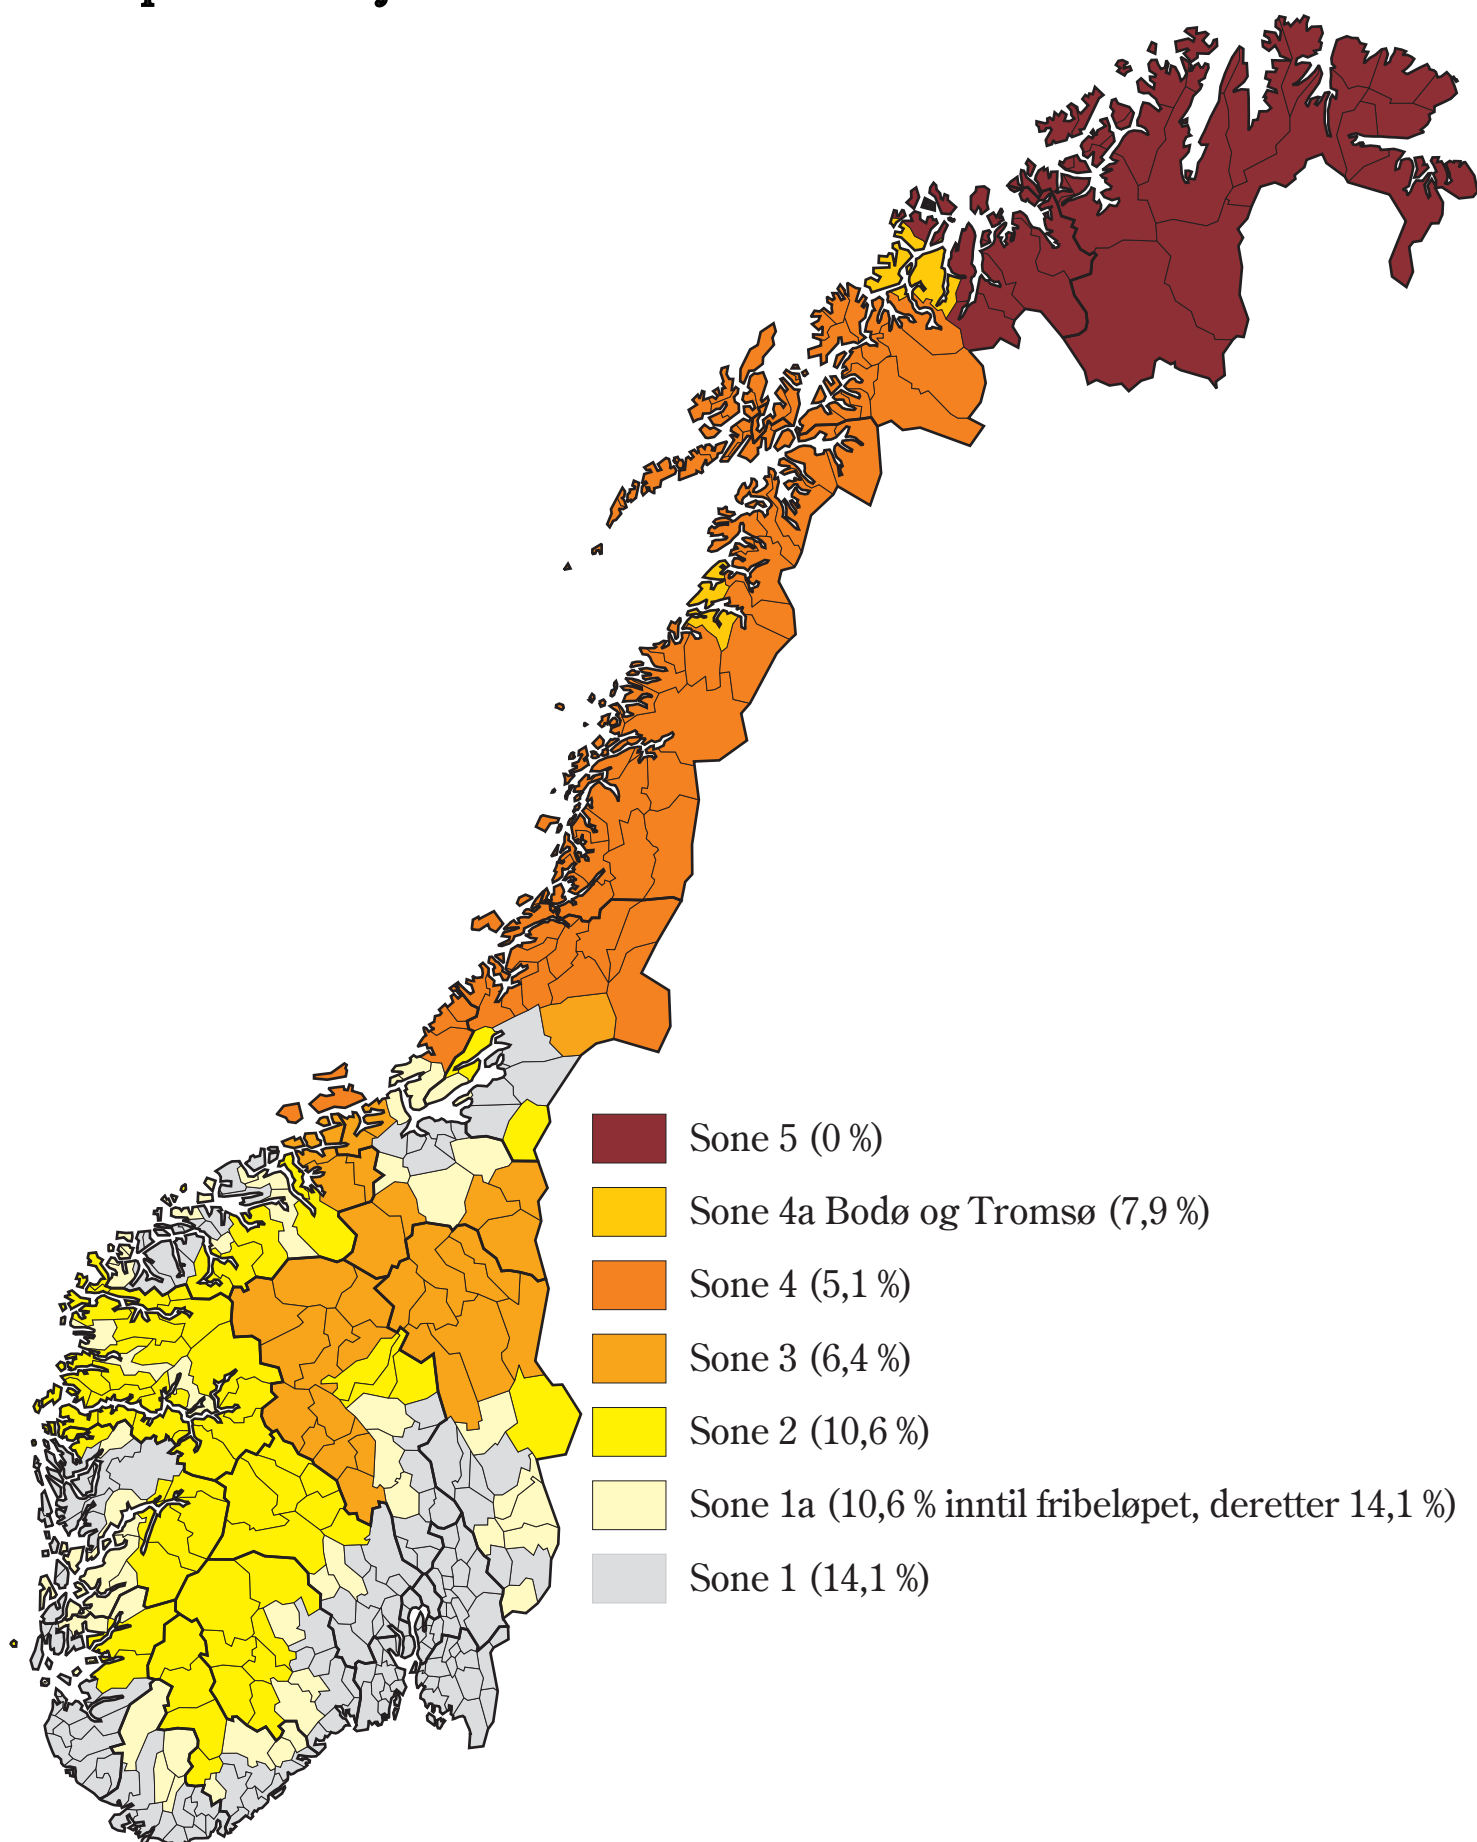 Sone 5 (0 %)
Sone 4a Bodø og Tromsø (7,9 %)
Sone 4 (5,1 %)
Sone 3 (6,4 %)
Sone 2 (10,6 %)
Sone 1a (10,6 % inntil fribeløpet, deretter 14,1 %)
Sone 1 (14,1 %)